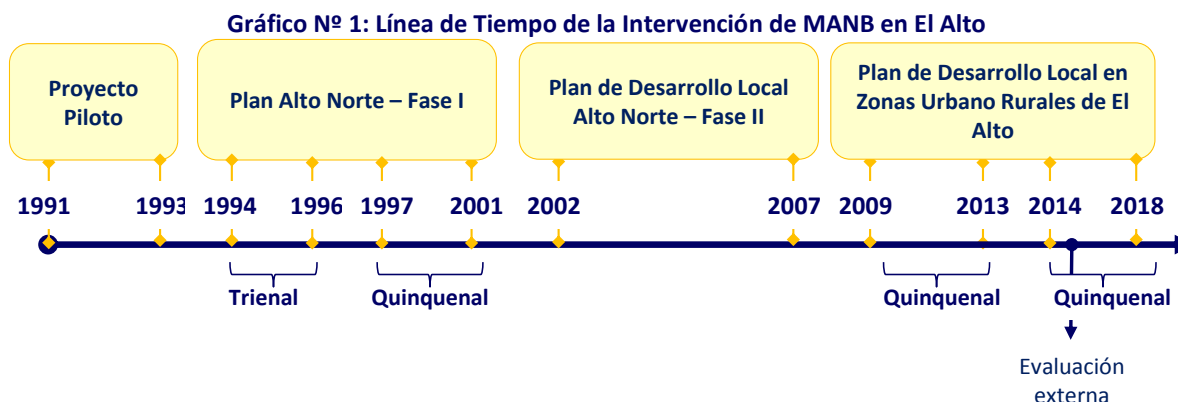 Gráfico Nº 1: Línea de Tiempo de la Intervención de MANB en El Alto
Proyecto
Piloto
Plan Alto Norte – Fase I
Plan de Desarrollo Local
Alto Norte – Fase II
Plan de Desarrollo Local en
Zonas Urbano Rurales de El
Alto
1991 1993 1994 1996 1997 2001 2002 2007 2009 2013 2014 2018
Trienal Quinquenal Quinquenal Quinquenal
Evaluación
externa